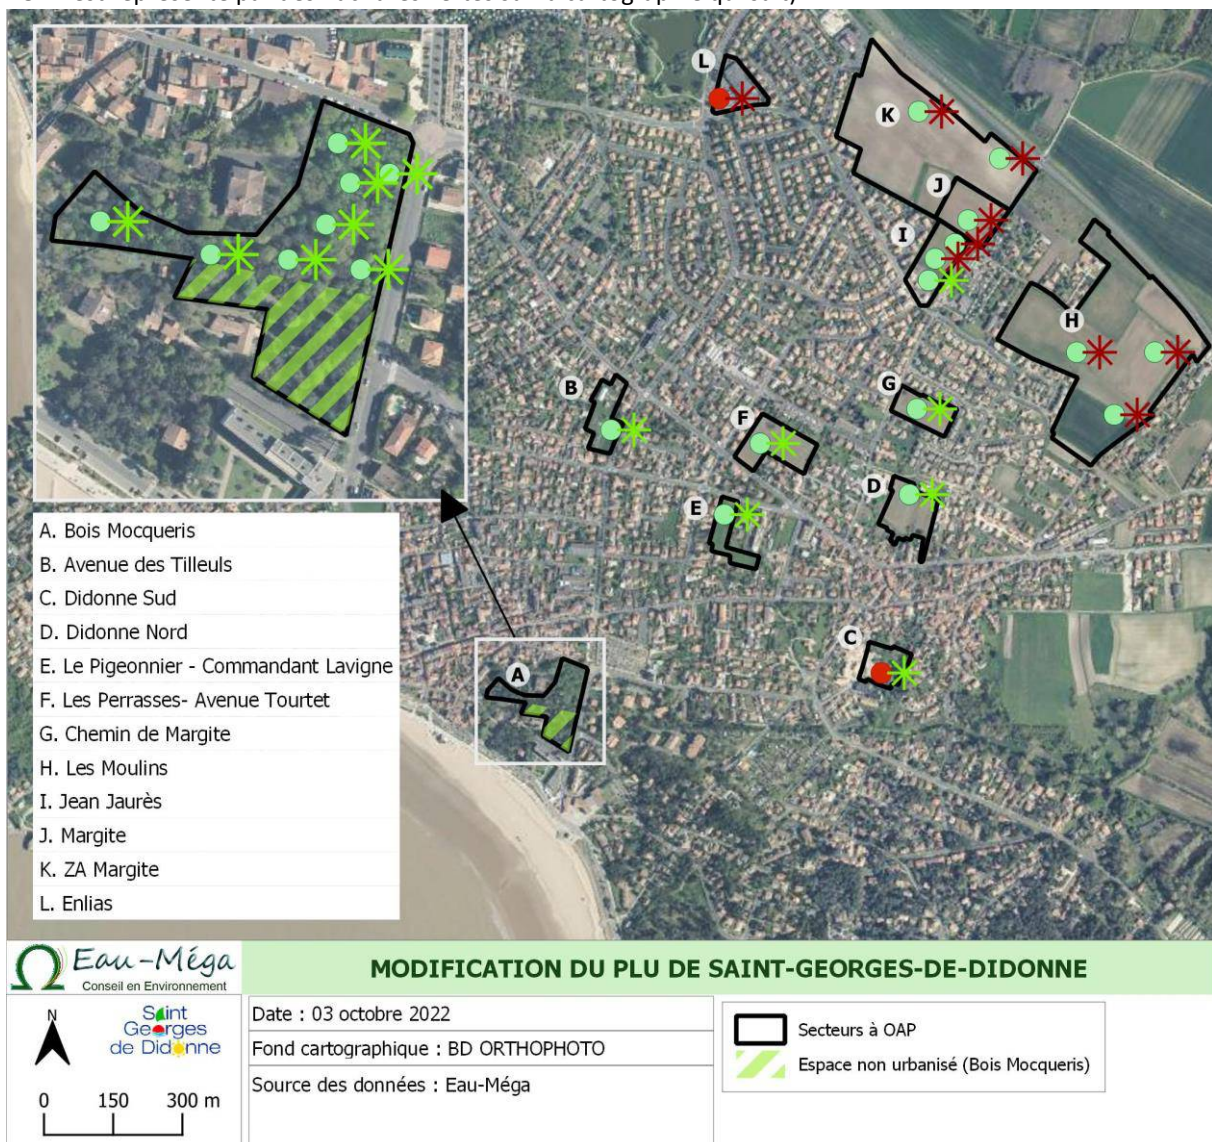 L
K
J
I
H
B
G
F
D
E
C
A
A. Bois Mocqueris
B. Avenue des Tilleuls
C. Didonne Sud
D. Didonne Nord
E. Le Pigeonnier - Commandant Lavigne
F. Les Perrasses- Avenue Tourtet
G. Chemin de Margite
H. Les Moulins
I. Jean Jaurès
J. Margite
K. ZA Margite
L. Enlias
Eau-Méga
Conseil en Environnement
MODIFICATION DU PLU DE SAINT-GEORGES-DE-DIDONNE
N
Saint
Georges
de Didonne
0 150 300 m
Date : 03 octobre 2022
Fond cartographique : BD ORTHOPHOTO
Source des données : Eau-Méga
Secteurs à OAP
Espace non urbanisé (Bois Mocqueris)